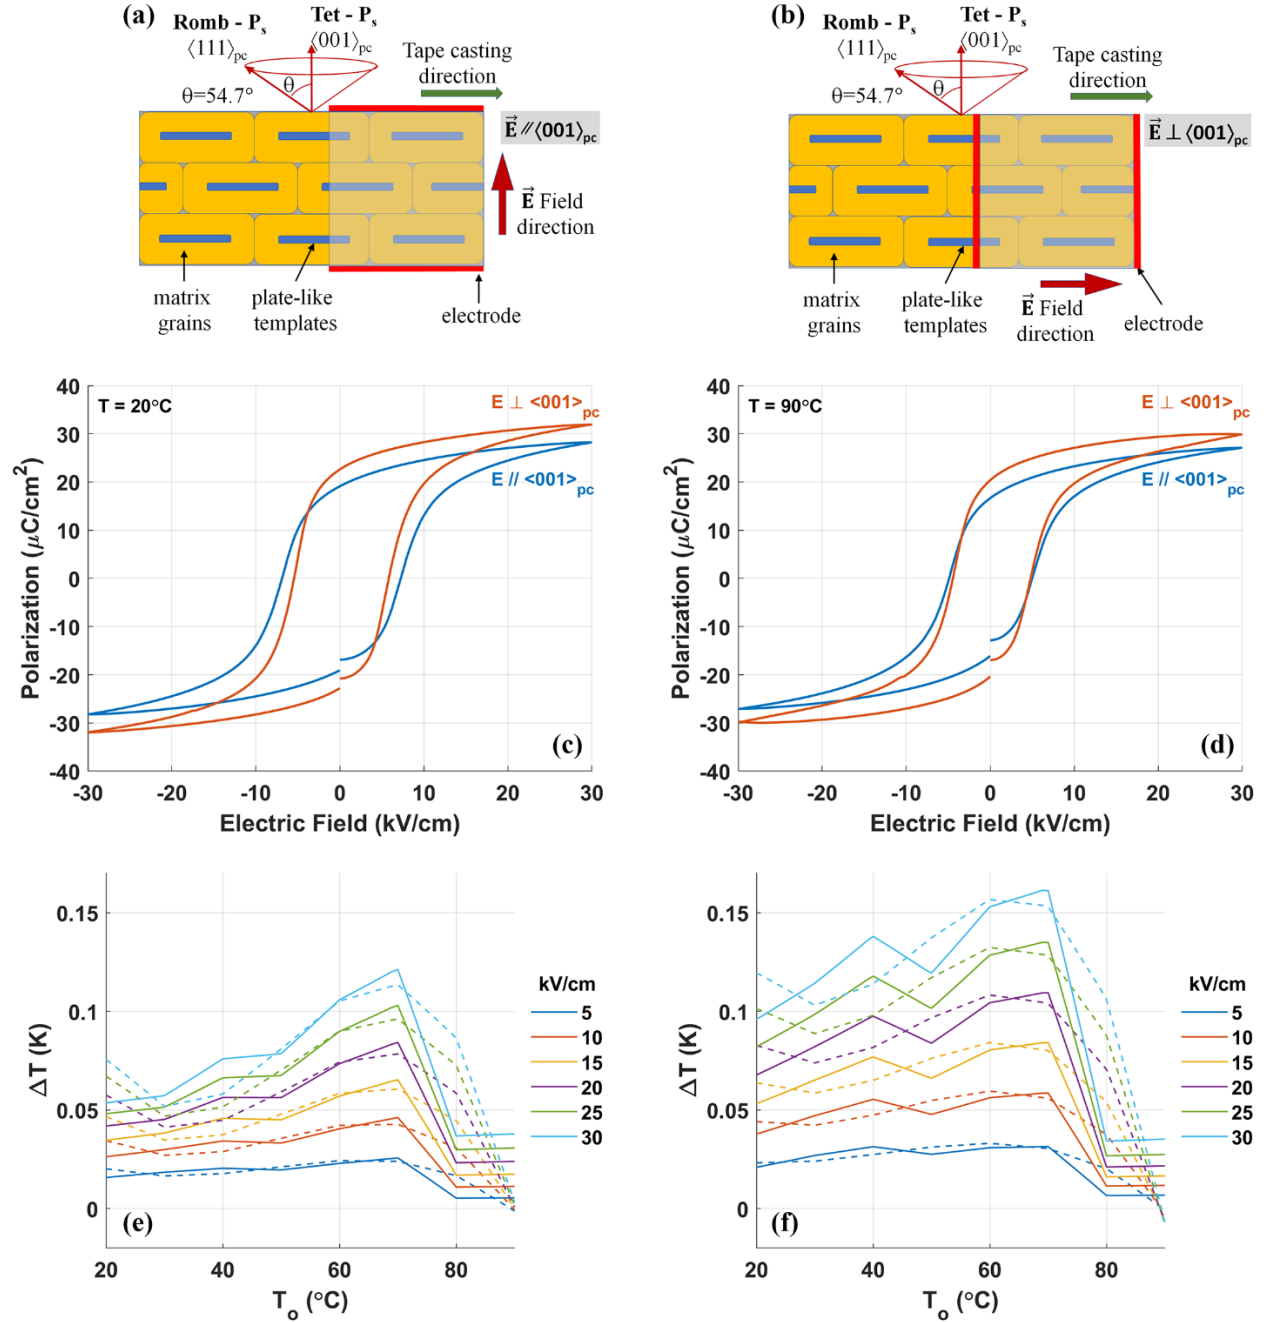 (a)
Romb - Ps
⟨111⟩pc
Tet - Ps
⟨001⟩pc
θ
θ=54.7°
Tape casting
direction
E⃗ // ⟨001⟩pc
E⃗ Field
direction
matrix
grains
plate-like
templates
electrode
(b)
Romb - Ps
⟨111⟩pc
Tet - Ps
⟨001⟩pc
θ
θ=54.7°
Tape casting
direction
E⃗ ⊥ ⟨001⟩pc
matrix
grains
plate-like
templates
E⃗ Field
direction
electrode
T = 20°C
E ⊥ <001>pc
E // <001>pc
(c)
40
30
20
10
0
-10
-20
-30
-40
-30
-20
-10
0
10
20
30
Polarization (μC/cm²)
Electric Field (kV/cm)
T = 90°C
E ⊥ <001>pc
E // <001>pc
(d)
40
30
20
10
0
-10
-20
-30
-40
-30
-20
-10
0
10
20
30
Polarization (μC/cm²)
Electric Field (kV/cm)
0.15
0.1
0.05
0
20
40
60
80
ΔT (K)
To (°C)
(e)
kV/cm
5
10
15
20
25
30
0.15
0.1
0.05
0
20
40
60
80
ΔT (K)
To (°C)
(f)
kV/cm
5
10
15
20
25
30